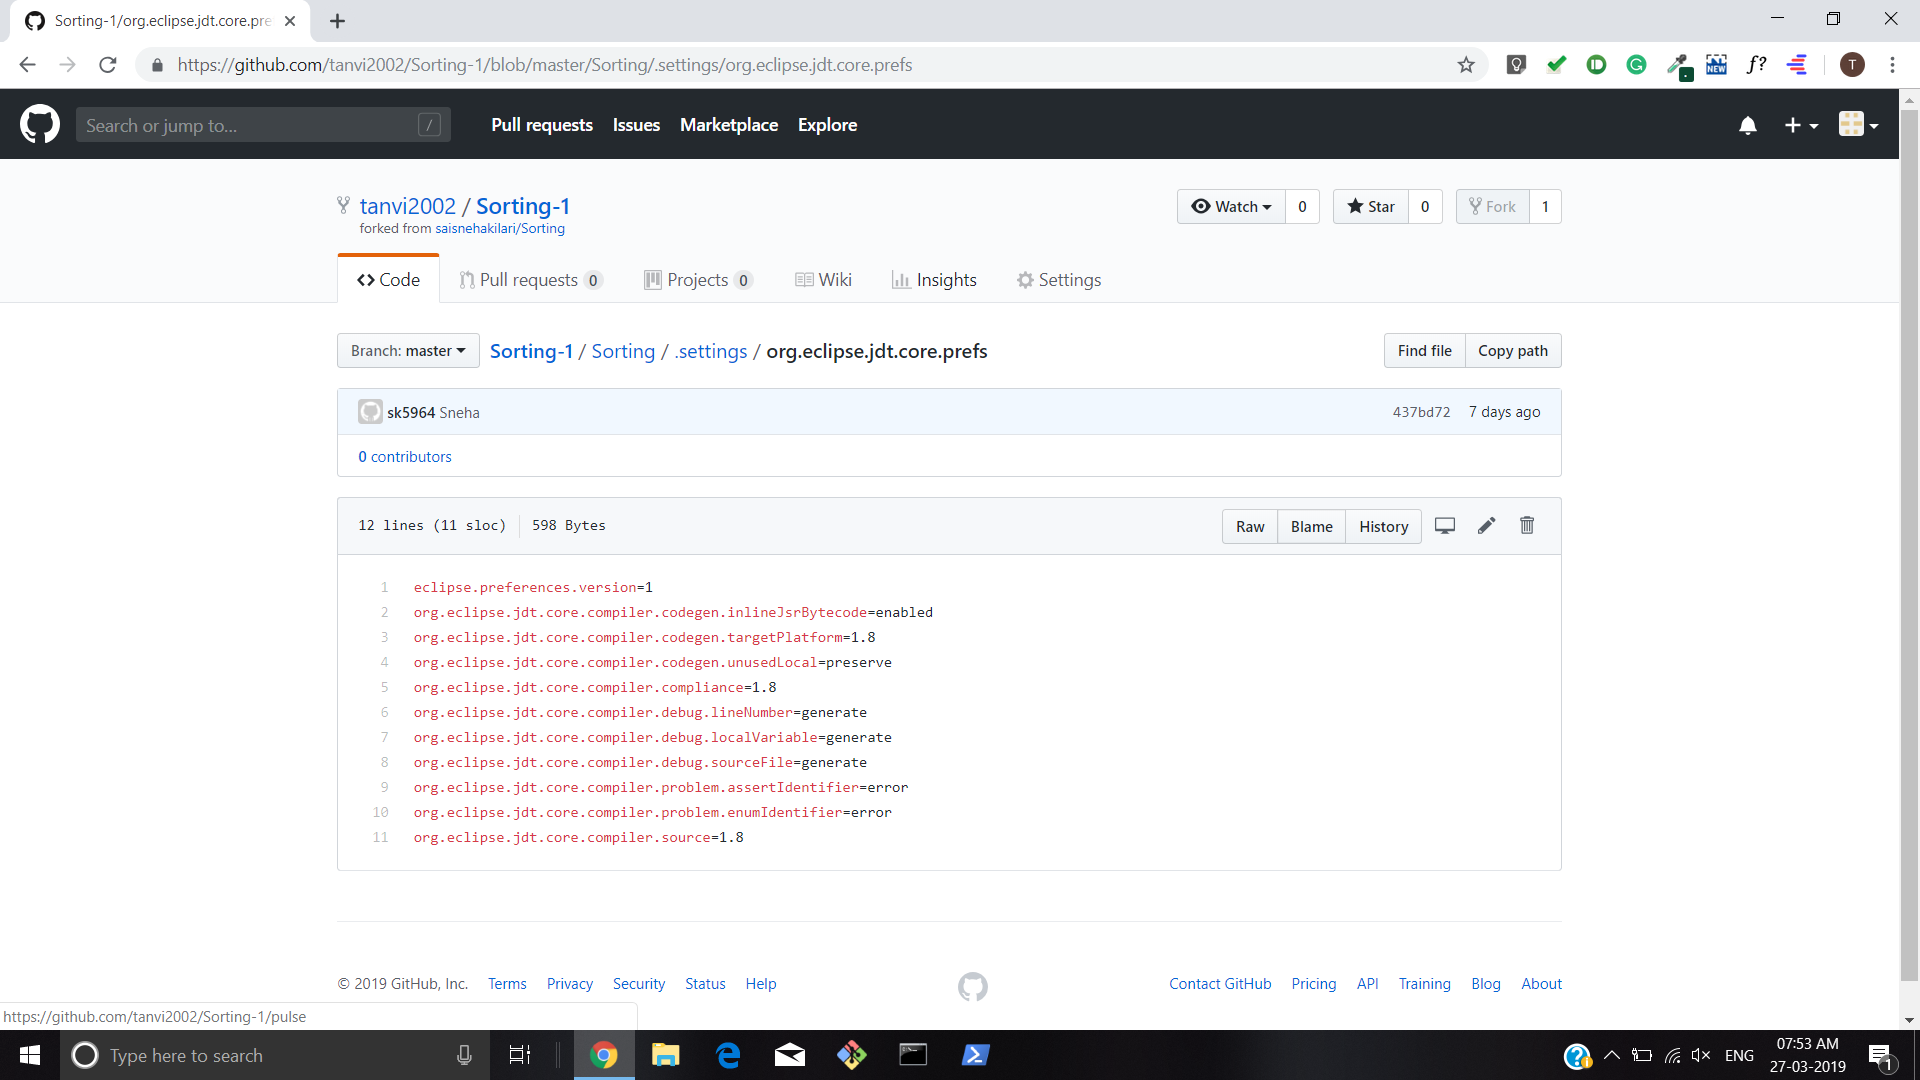 Sorting-1/org.eclipse.jdt.core.pre
https://github.com/tanvi2002/Sorting-1/blob/master/Sorting/.settings/org.eclipse.jdt.core.prefs
NEW
f?
T
Search or jump to...
/
Pull requests Issues Marketplace Explore
tanvi2002 / Sorting-1
forked from saisnehakilari/Sorting
Watch 0 Star 0 Fork 1
Code Pull requests 0 Projects 0 Wiki Insights Settings
Branch: master Sorting-1 / Sorting / .settings / org.eclipse.jdt.core.prefs
Find file Copy path
sk5964 Sneha 437bd72 7 days ago
0 contributors
12 lines (11 sloc) 598 Bytes
Raw Blame History
1 eclipse.preferences.version=1
2 org.eclipse.jdt.core.compiler.codegen.inlineJsrBytecode=enabled
3 org.eclipse.jdt.core.compiler.codegen.targetPlatform=1.8
4 org.eclipse.jdt.core.compiler.codegen.unusedLocal=preserve
5 org.eclipse.jdt.core.compiler.compliance=1.8
6 org.eclipse.jdt.core.compiler.debug.lineNumber=generate
7 org.eclipse.jdt.core.compiler.debug.localVariable=generate
8 org.eclipse.jdt.core.compiler.debug.sourceFile=generate
9 org.eclipse.jdt.core.compiler.problem.assertIdentifier=error
10 org.eclipse.jdt.core.compiler.problem.enumIdentifier=error
11 org.eclipse.jdt.core.compiler.source=1.8
© 2019 GitHub, Inc. Terms Privacy Security Status Help
Contact GitHub Pricing API Training Blog About
https://github.com/tanvi2002/Sorting-1/pulse
Type here to search
ENG
07:53 AM
27-03-2019
1